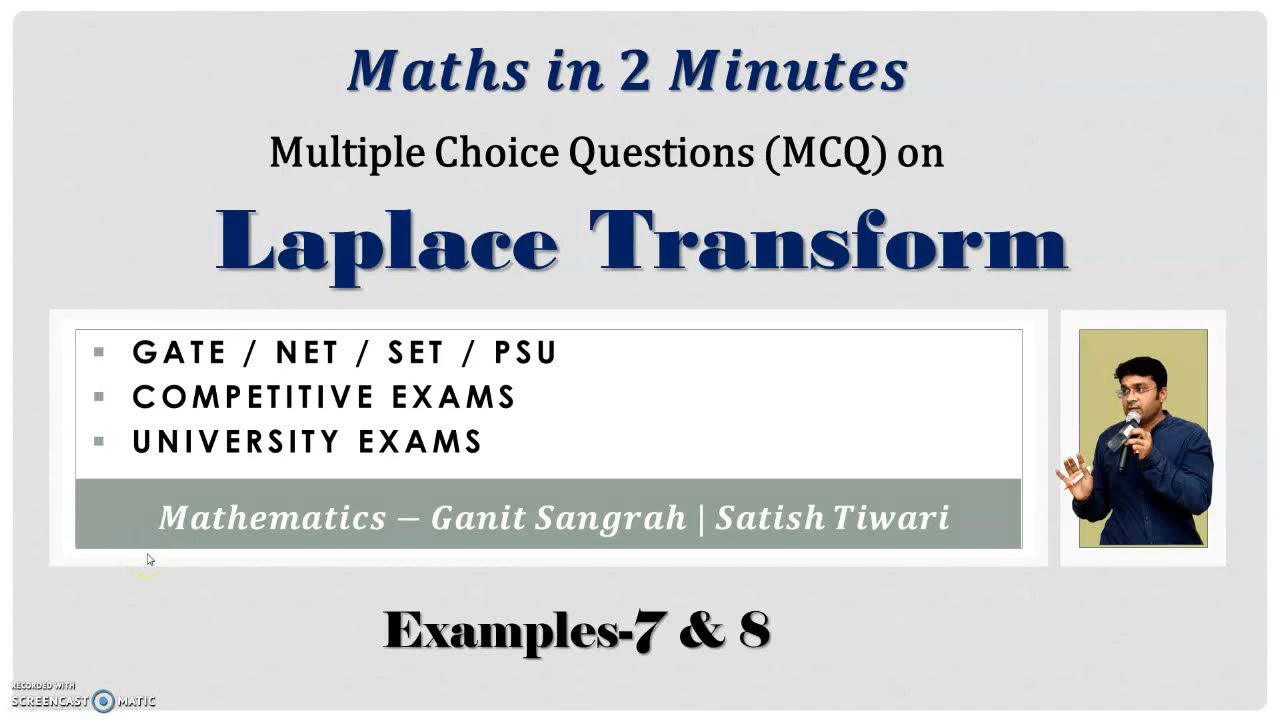 Maths in 2 Minutes
Multiple Choice Questions (MCQ) on
Laplace Transform
▪ GATE / NET / SET / PSU
▪ COMPETITIVE EXAMS
▪ UNIVERSITY EXAMS
Mathematics – Ganit Sangrah | Satish Tiwari
Examples-7 & 8
RECORDED WITH
SCREENCAST MATIC